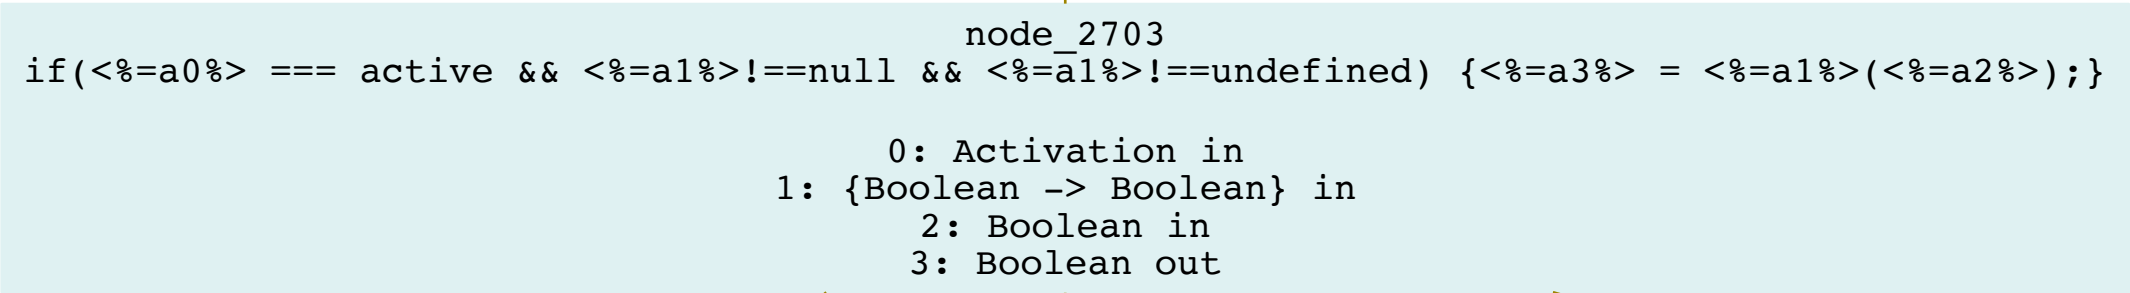 node_2703
if(<%=a0%> === active && <%=a1%>!==null && <%=a1%>!==undefined) {<%=a3%> = <%=a1%>(<%=a2%>);}
0: Activation in
1: {Boolean -> Boolean} in
2: Boolean in
3: Boolean out